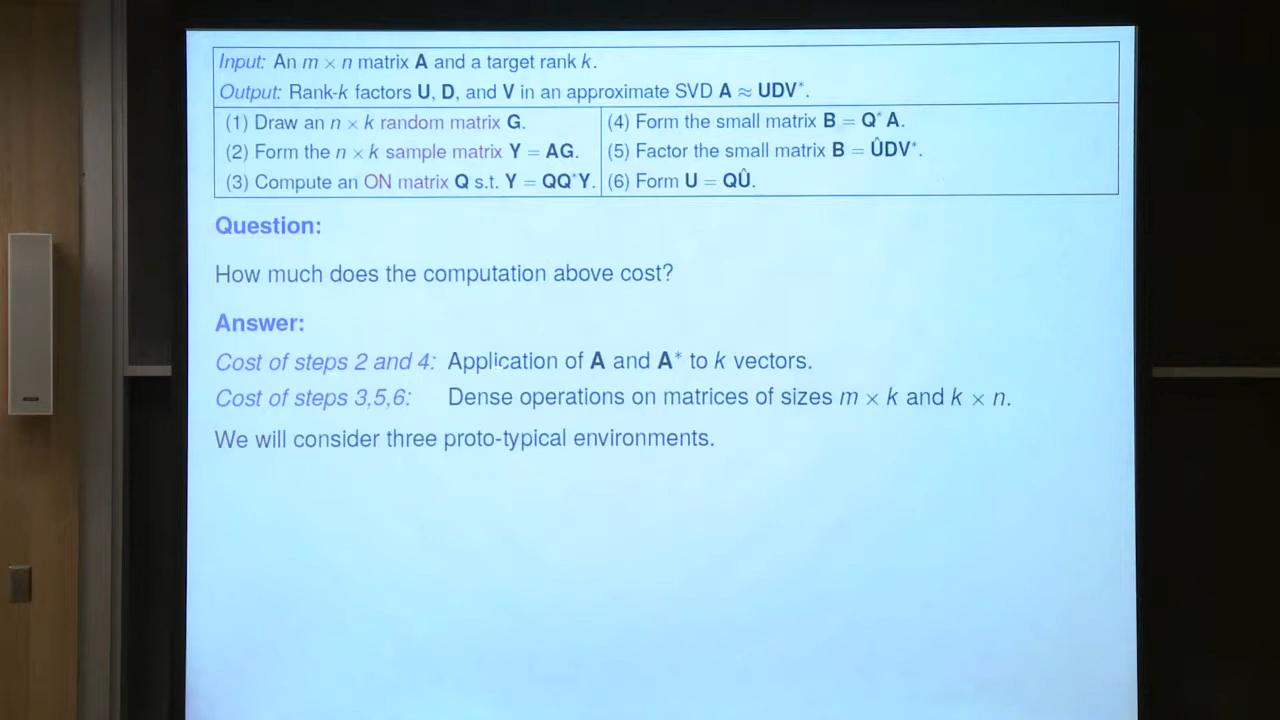 Input: An m × n matrix A and a target rank k.
Output: Rank-k factors U, D, and V in an approximate SVD A ≈ UDV*.
(1) Draw an n × k random matrix G.
(2) Form the n × k sample matrix Y = AG.
(3) Compute an ON matrix Q s.t. Y = QQ*Y.
(4) Form the small matrix B = Q*A.
(5) Factor the small matrix B = ÛDV*.
(6) Form U = QÛ.
Question:
How much does the computation above cost?
Answer:
Cost of steps 2 and 4: Application of A and A* to k vectors.
Cost of steps 3,5,6: Dense operations on matrices of sizes m × k and k × n.
We will consider three proto-typical environments.